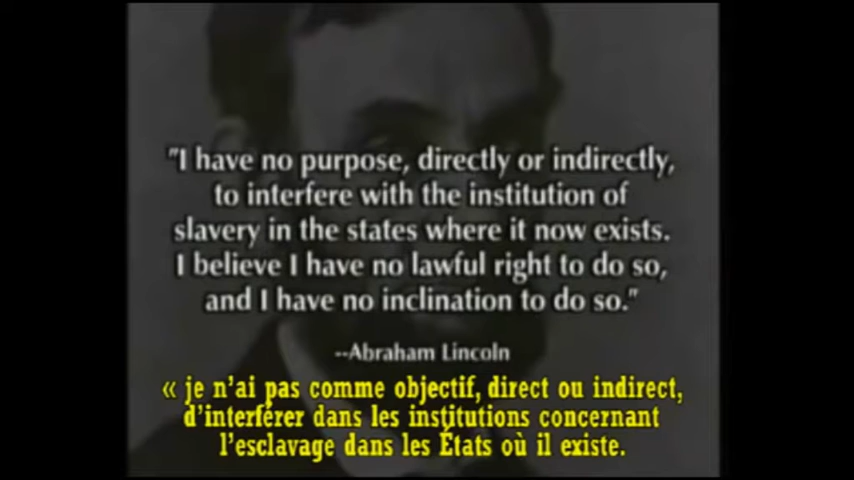 "I have no purpose, directly or indirectly,
to interfere with the institution of
slavery in the states where it now exists.
I believe I have no lawful right to do so,
and I have no inclination to do so."
--Abraham Lincoln
« je n'ai pas comme objectif, direct ou indirect,
d'interférer dans les institutions concernant
l'esclavage dans les États où il existe.